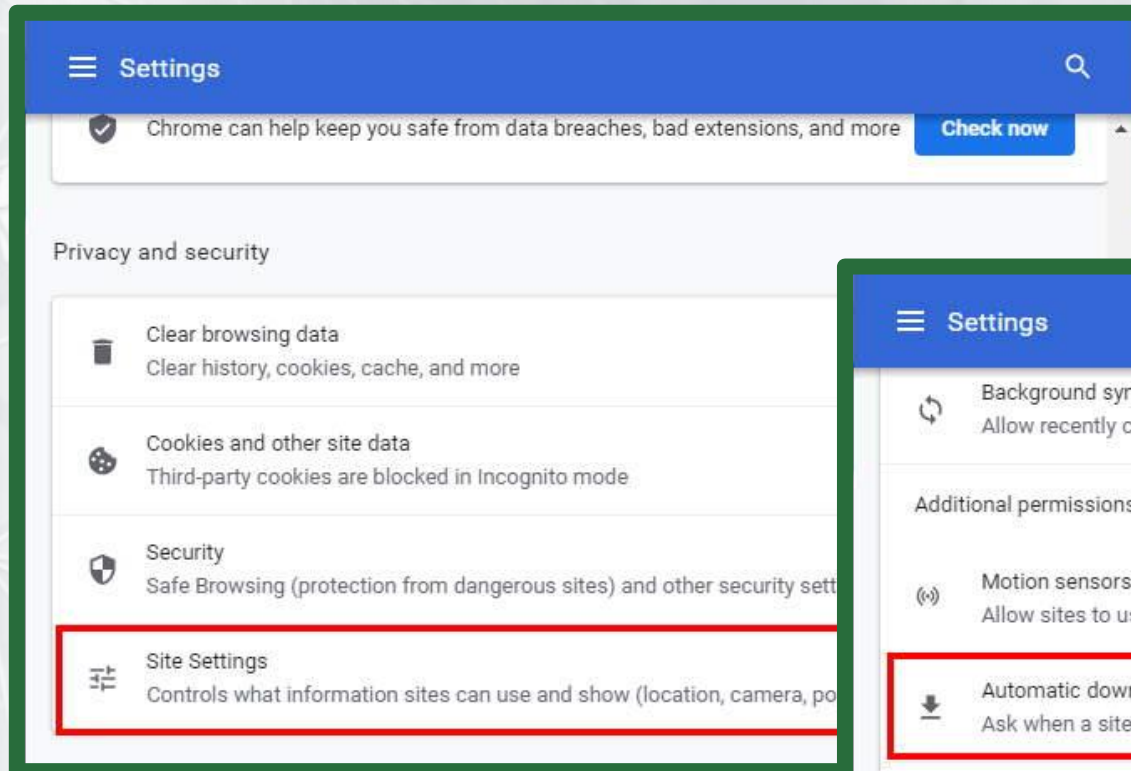 Settings
Chrome can help keep you safe from data breaches, bad extensions, and more
Check now
Privacy and security
Clear browsing data
Clear history, cookies, cache, and more
Cookies and other site data
Third-party cookies are blocked in Incognito mode
Security
Safe Browsing (protection from dangerous sites) and other security sett
Site Settings
Controls what information sites can use and show (location, camera, po
Settings
Background syn
Allow recently c
Additional permissions
Motion sensors
Allow sites to us
Automatic down
Ask when a site